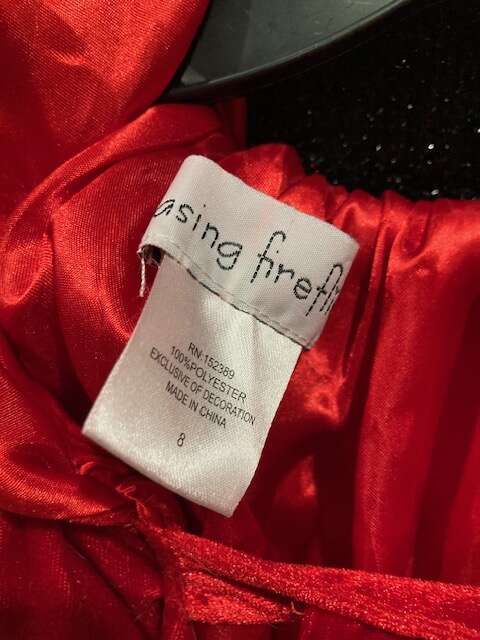 asing firefl
RN 152389
100%POLYESTER
EXCLUSIVE OF DECORATION
MADE IN CHINA
8